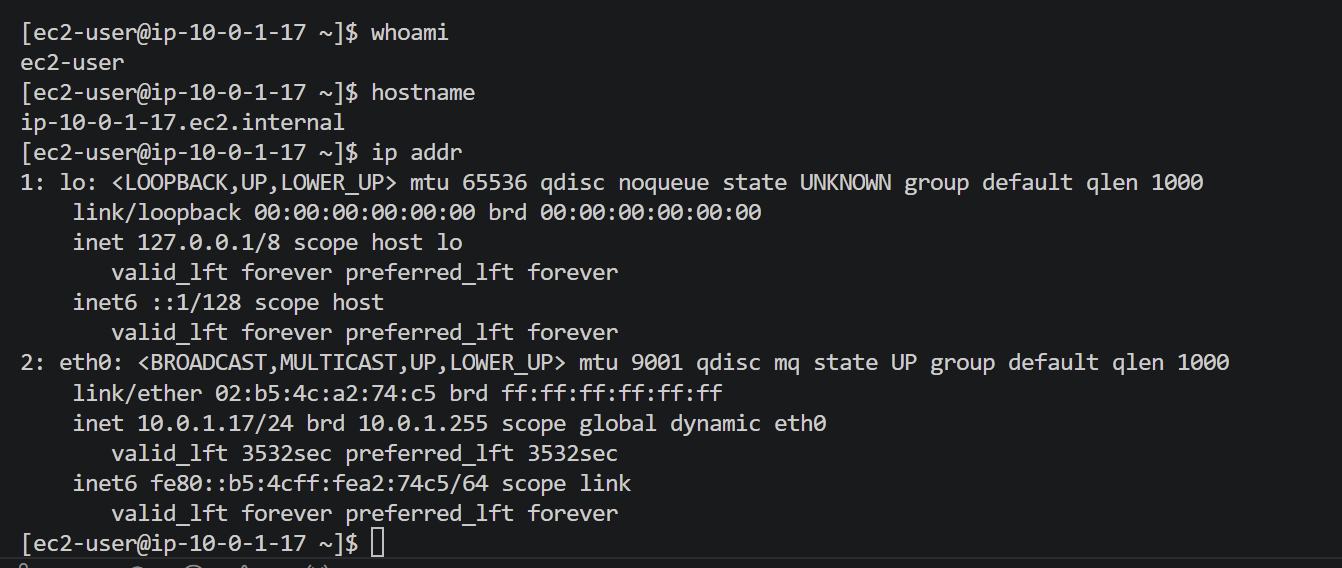 [ec2-user@ip-10-0-1-17 ~]$ whoami
ec2-user
[ec2-user@ip-10-0-1-17 ~]$ hostname
ip-10-0-1-17.ec2.internal
[ec2-user@ip-10-0-1-17 ~]$ ip addr
1: lo: <LOOPBACK,UP,LOWER_UP> mtu 65536 qdisc noqueue state UNKNOWN group default qlen 1000
    link/loopback 00:00:00:00:00:00 brd 00:00:00:00:00:00
    inet 127.0.0.1/8 scope host lo
       valid_lft forever preferred_lft forever
    inet6 ::1/128 scope host
       valid_lft forever preferred_lft forever
2: eth0: <BROADCAST,MULTICAST,UP,LOWER_UP> mtu 9001 qdisc mq state UP group default qlen 1000
    link/ether 02:b5:4c:a2:74:c5 brd ff:ff:ff:ff:ff:ff
    inet 10.0.1.17/24 brd 10.0.1.255 scope global dynamic eth0
       valid_lft 3532sec preferred_lft 3532sec
    inet6 fe80::b5:4cff:fea2:74c5/64 scope link
       valid_lft forever preferred_lft forever
[ec2-user@ip-10-0-1-17 ~]$